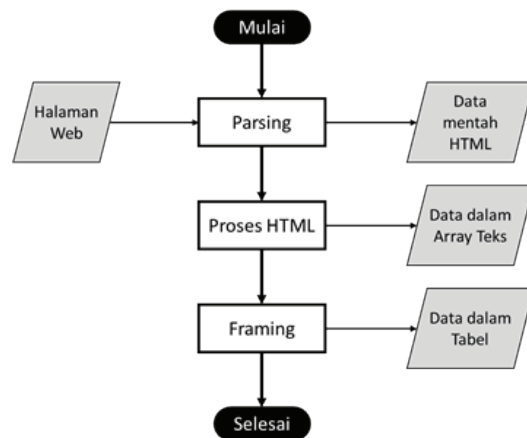 Mulai
Halaman
Web
Parsing
Data
mentah
HTML
Proses HTML
Data dalam
Array Teks
Framing
Data dalam
Tabel
Selesai